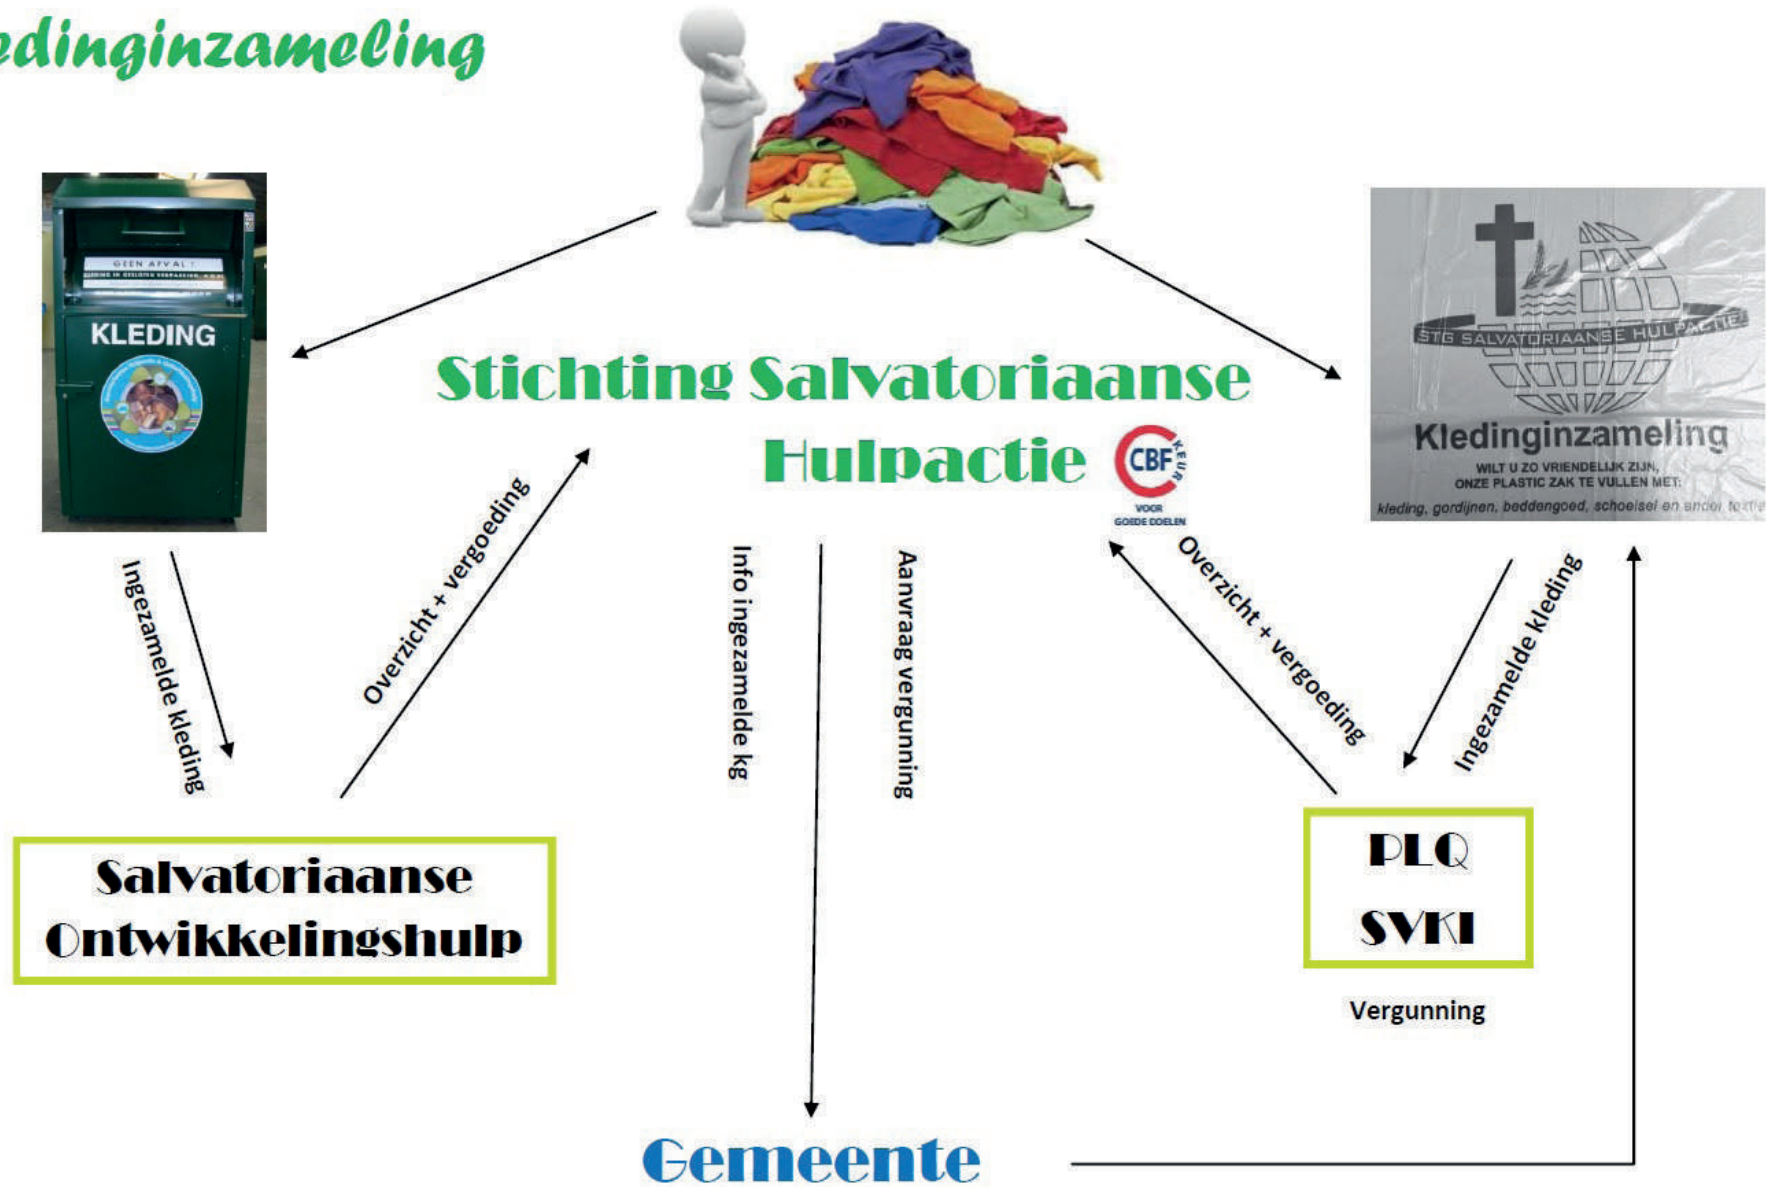 edinginzameling
GEEN AFVAL !
KLEDING
Stichting Salvatoriaanse
Hulpactie
CBF
KEUR
VOOR
GOEDE DOELEN
STG SALVATORIAANSE HULPACTIE
Kledinginzameling
WILT U ZO VRIENDELIJK ZIJN,
ONZE PLASTIC ZAK TE VULLEN MET:
kleding, gordijnen, beddengoed, schoeisel en ander textie
Ingezamelde kleding
Overzicht + vergoeding
Info ingezamelde kg
Aanvraag vergunning
Overzicht + vergoeding
Ingezamelde kleding
Salvatoriaanse
Ontwikkelingshulp
PLQ
SVKI
Vergunning
Gemeente